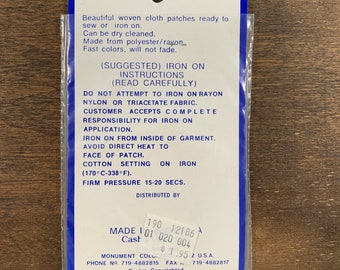 Beautiful woven cloth patches ready to
sew or iron on.
Can be dry cleaned.
Made from polyester/rayon.
Fast colors, will not fade.
(SUGGESTED) IRON ON
INSTRUCTIONS
(READ CAREFULLY)
DO NOT ATTEMPT TO IRON ON RAYON
NYLON OR TRIACETATE FABRIC.
CUSTOMER ACCEPTS COMPLETE
RESPONSIBILITY FOR IRON ON
APPLICATION.
IRON ON FROM INSIDE OF GARMENT.
AVOID DIRECT HEAT TO
FACE OF PATCH.
COTTON SETTING ON IRON
(170°C-338°F).
FIRM PRESSURE 15-20 SECS.
DISTRIBUTED BY
190 12186
01 020 004
MADE
Cash
MONUMENT U.S.A.
PHONE Nº 719-4882815 FAX 719-4882817